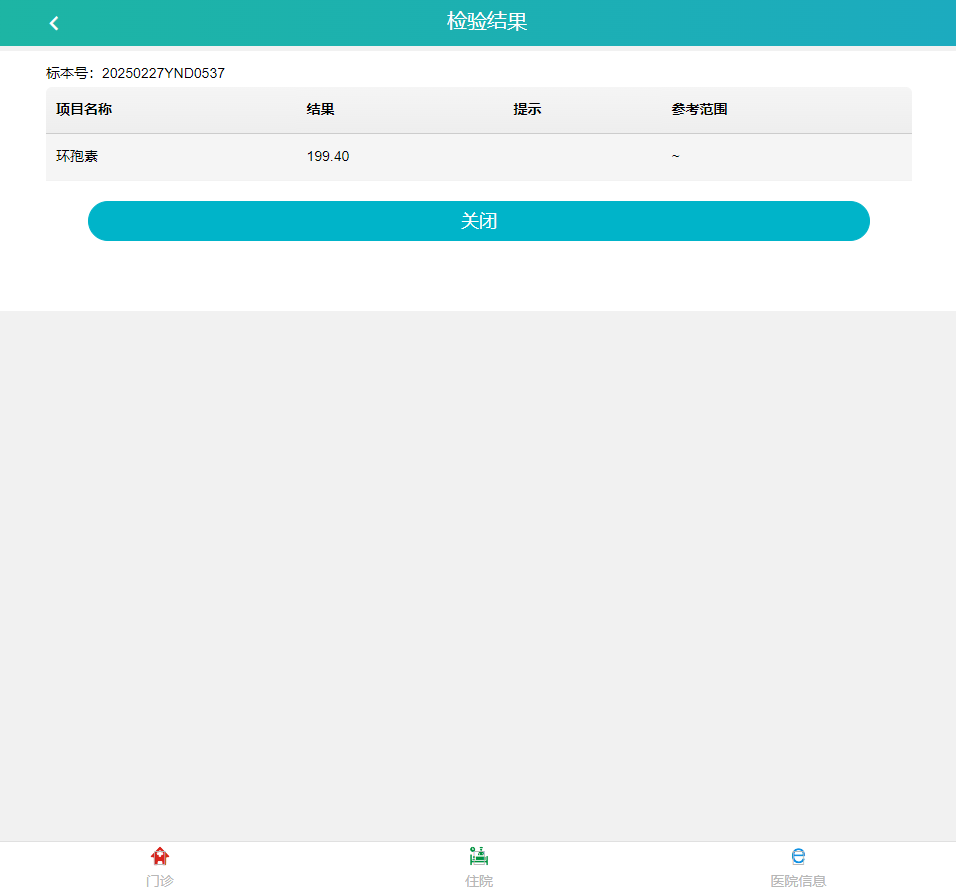 检验结果
标本号：20250227YND0537
项目名称 结果 提示 参考范围
环孢素 199.40 ~
关闭
门诊 住院 医院信息